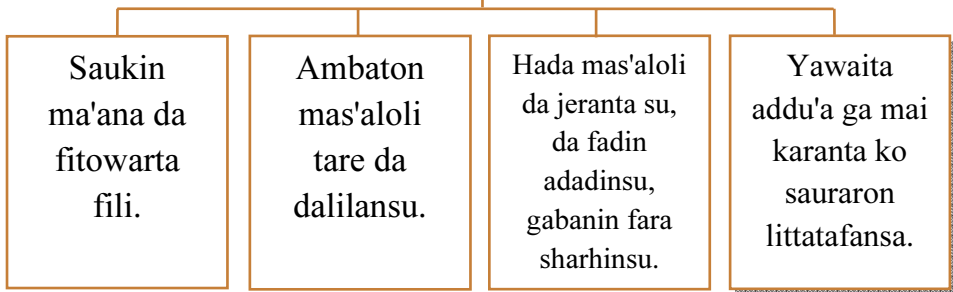 Saukin
ma'ana da
fitowarta
fili.
Ambaton
mas'aloli
tare da
dalilansu.
Hada mas'aloli
da jeranta su,
da fadin
adadinsu,
gabanin fara
sharhinsu.
Yawaita
addu'a ga mai
karanta ko
sauraron
littatafansa.